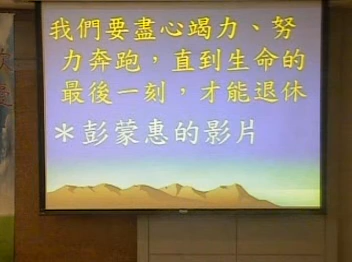 我們要盡心竭力、努
力奔跑，直到生命的
最後一刻，才能退休
＊彭蒙惠的影片